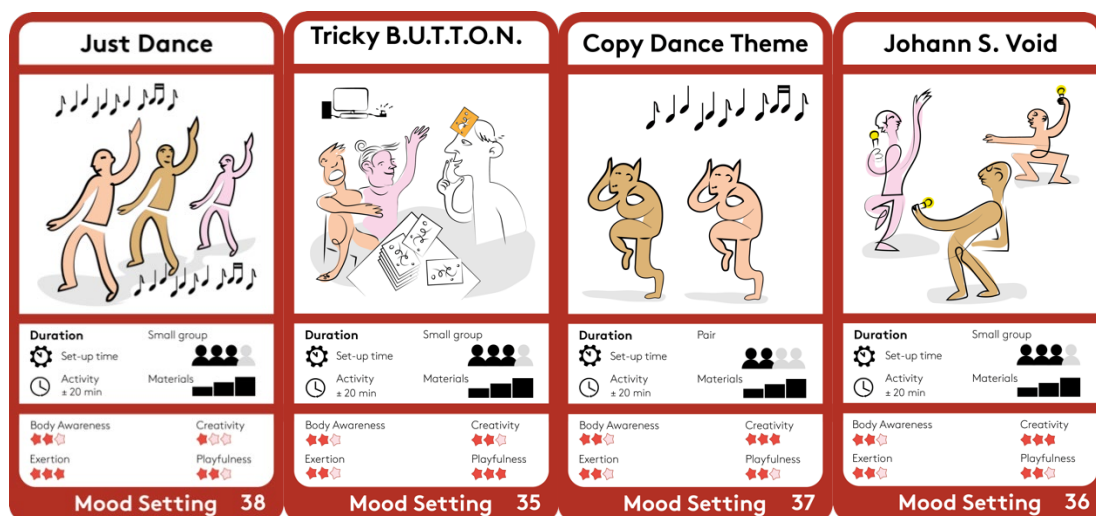 Just Dance
Duration
Small group
Set-up time
Activity
± 20 min
Materials
Body Awareness
Creativity
Exertion
Playfulness
Mood Setting 38
Tricky B.U.T.T.O.N.
Duration
Small group
Set-up time
Activity
± 20 min
Materials
Body Awareness
Creativity
Exertion
Playfulness
Mood Setting 35
Copy Dance Theme
Duration
Pair
Set-up time
Activity
± 20 min
Materials
Body Awareness
Creativity
Exertion
Playfulness
Mood Setting 37
Johann S. Void
Duration
Small group
Set-up time
Activity
± 20 min
Materials
Body Awareness
Creativity
Exertion
Playfulness
Mood Setting 36